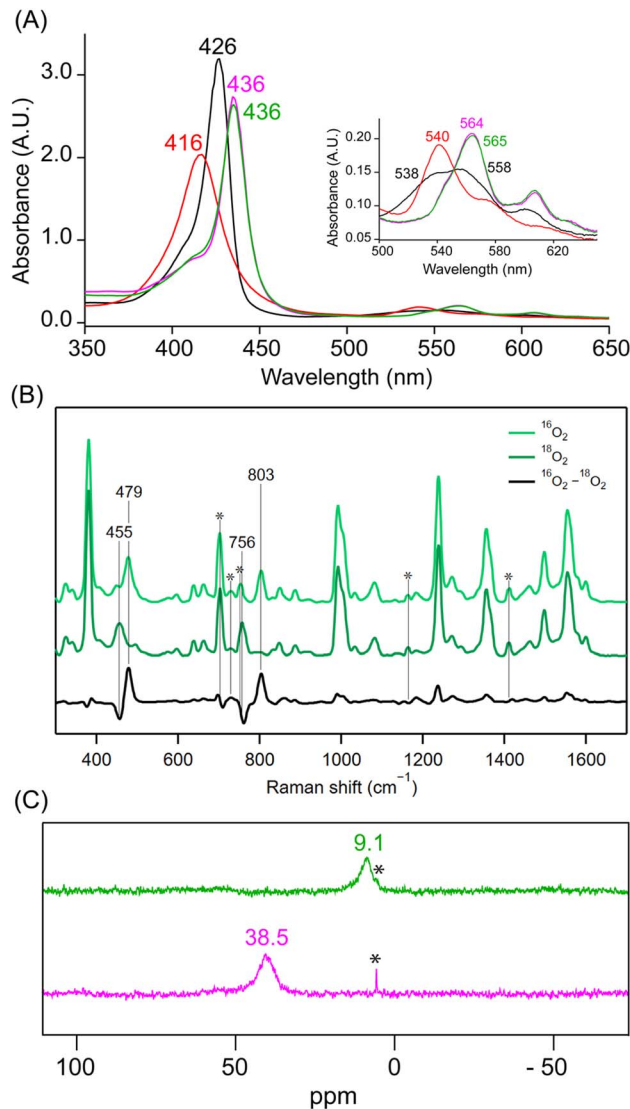 (A)
426
436
436
416
3.0
2.0
1.0
0.0
Absorbance (A.U.)
350 400 450 500 550 600 650
Wavelength (nm)
564
540
565
538
558
0.20
0.15
0.10
0.05
Absorbance (A.U.)
500 540 580 620
Wavelength (nm)
(B)
¹⁶O₂
¹⁸O₂
¹⁶O₂ – ¹⁸O₂
803
479
455
*
756
*
*
*
*
400 600 800 1000 1200 1400 1600
Raman shift (cm⁻¹)
(C)
9.1
*
38.5
*
100 50 0 - 50
ppm